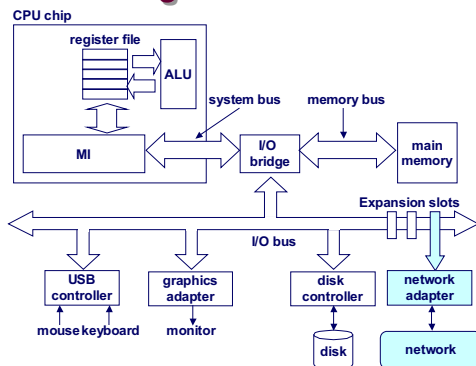 CPU chip
register file
ALU
system bus
memory bus
MI
I/O
bridge
main
memory
Expansion slots
I/O bus
USB
controller
graphics
adapter
disk
controller
network
adapter
mouse keyboard
monitor
disk
network